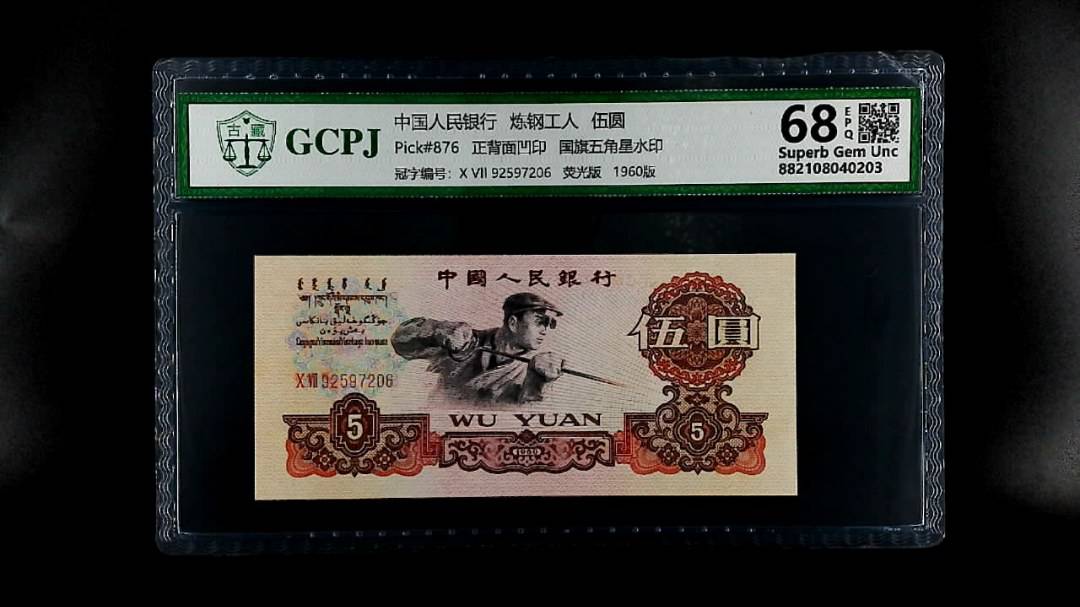 古藏
GCPJ
中国人民银行 炼钢工人 伍圆
Pick#876 正背面凹印 国旗五角星水印
冠字编号: X VII 92597206 荧光版 1960版
68
EPQ
Superb Gem Unc
882108040203
中國人民銀行
伍圓
X VII 92597206
WU YUAN
5
1960
5